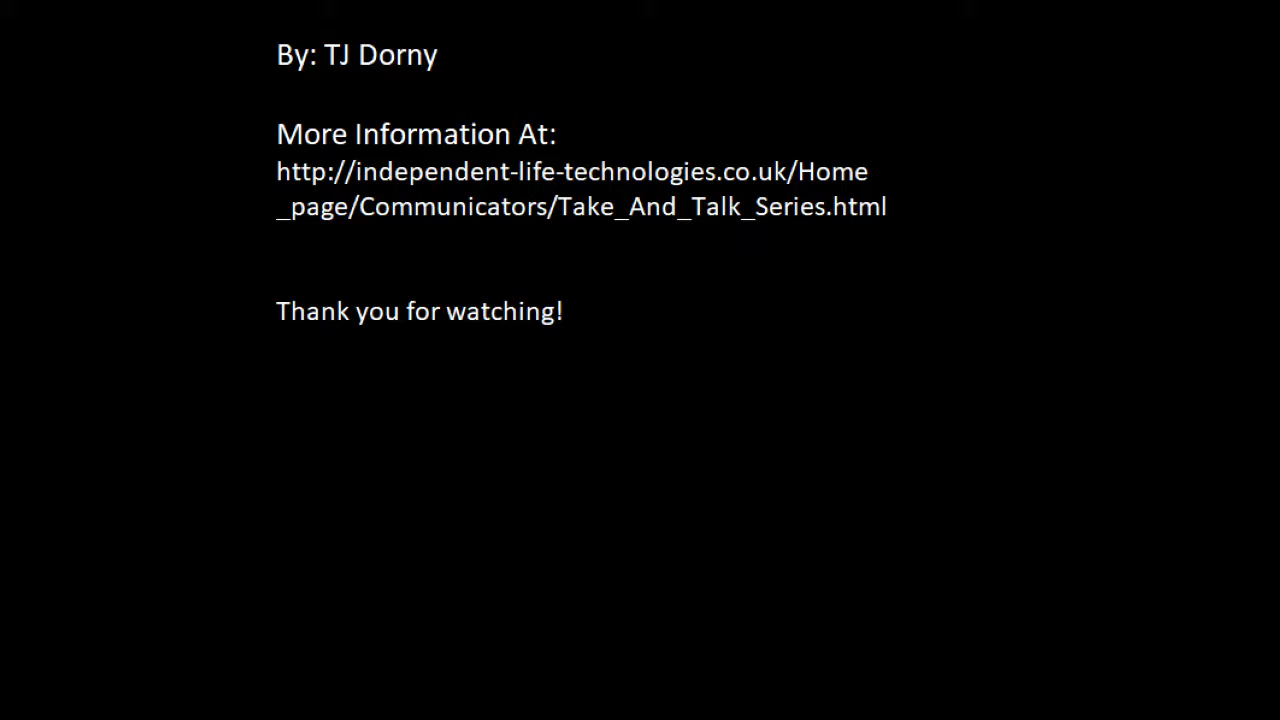 By: TJ Dorny
More Information At:
http://independent-life-technologies.co.uk/Home
_page/Communicators/Take_And_Talk_Series.html
Thank you for watching!